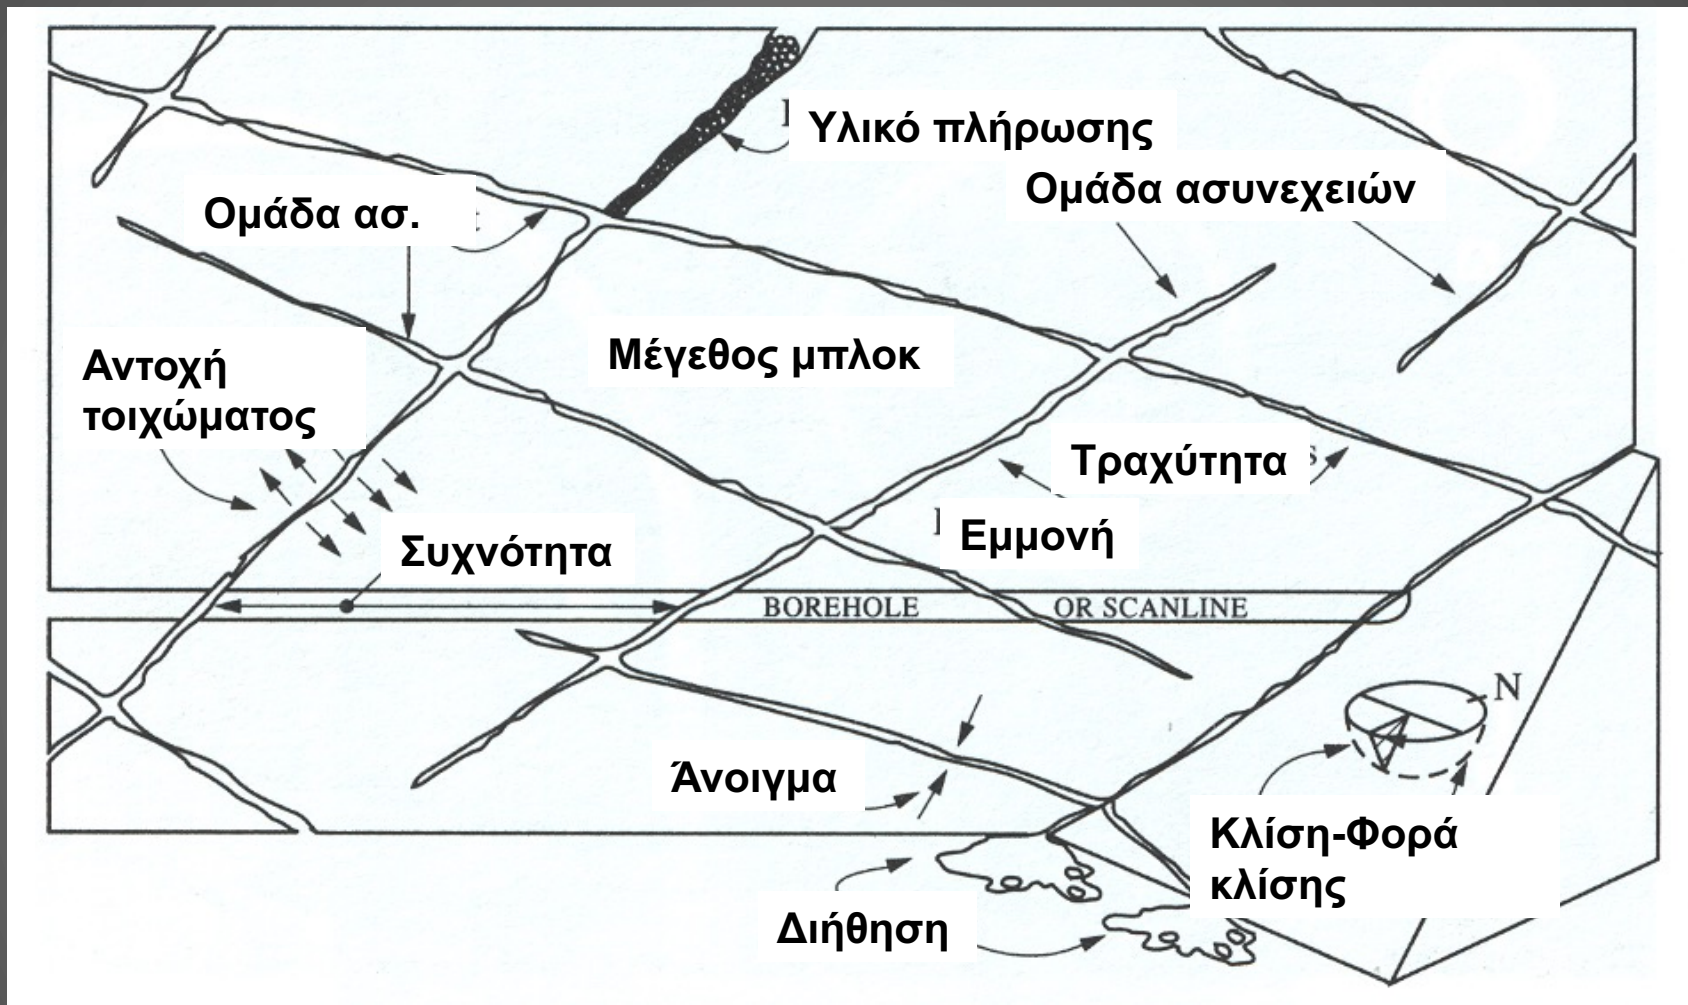 Υλικό πλήρωσης
Ομάδα ασυνεχειών
Ομάδα ασ.
Μέγεθος μπλοκ
Αντοχή
τοιχώματος
Τραχύτητα
Εμμονή
Συχνότητα
BOREHOLE OR SCANLINE
N
Άνοιγμα
Κλίση-Φορά
κλίσης
Διήθηση